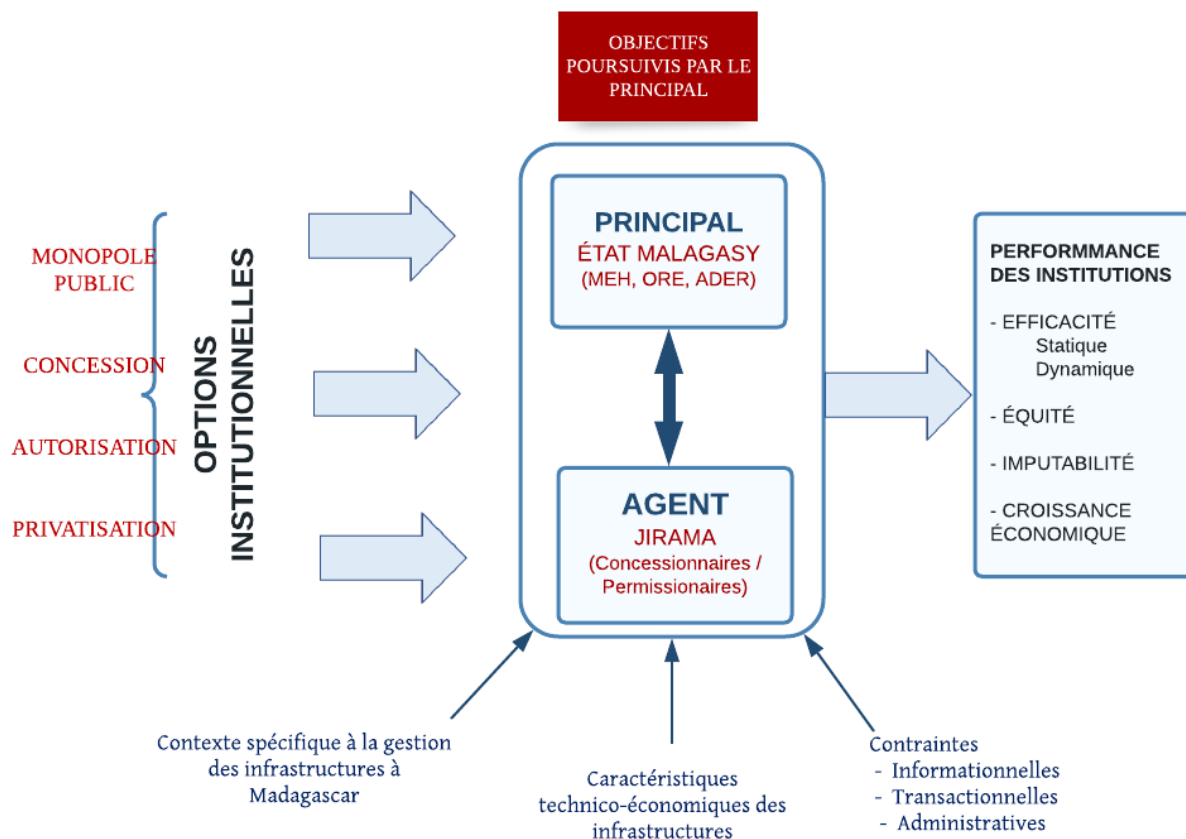 OBJECTIFS
POURSUIVIS PAR LE
PRINCIPAL
MONOPOLE
PUBLIC
CONCESSION
AUTORISATION
PRIVATISATION
OPTIONS
INSTITUTIONNELLES
PRINCIPAL
ÉTAT MALAGASY
(MEH, ORE, ADER)
AGENT
JIRAMA
(Concessionnaires /
Permissionaires)
PERFORMMANCE
DES INSTITUTIONS
- EFFICACITÉ
Statique
Dynamique
- ÉQUITÉ
- IMPUTABILITÉ
- CROISSANCE
ÉCONOMIQUE
Contexte spécifique à la gestion
des infrastructures à
Madagascar
Caractéristiques
technico-économiques des
infrastructures
Contraintes
- Informationnelles
- Transactionnelles
- Administratives